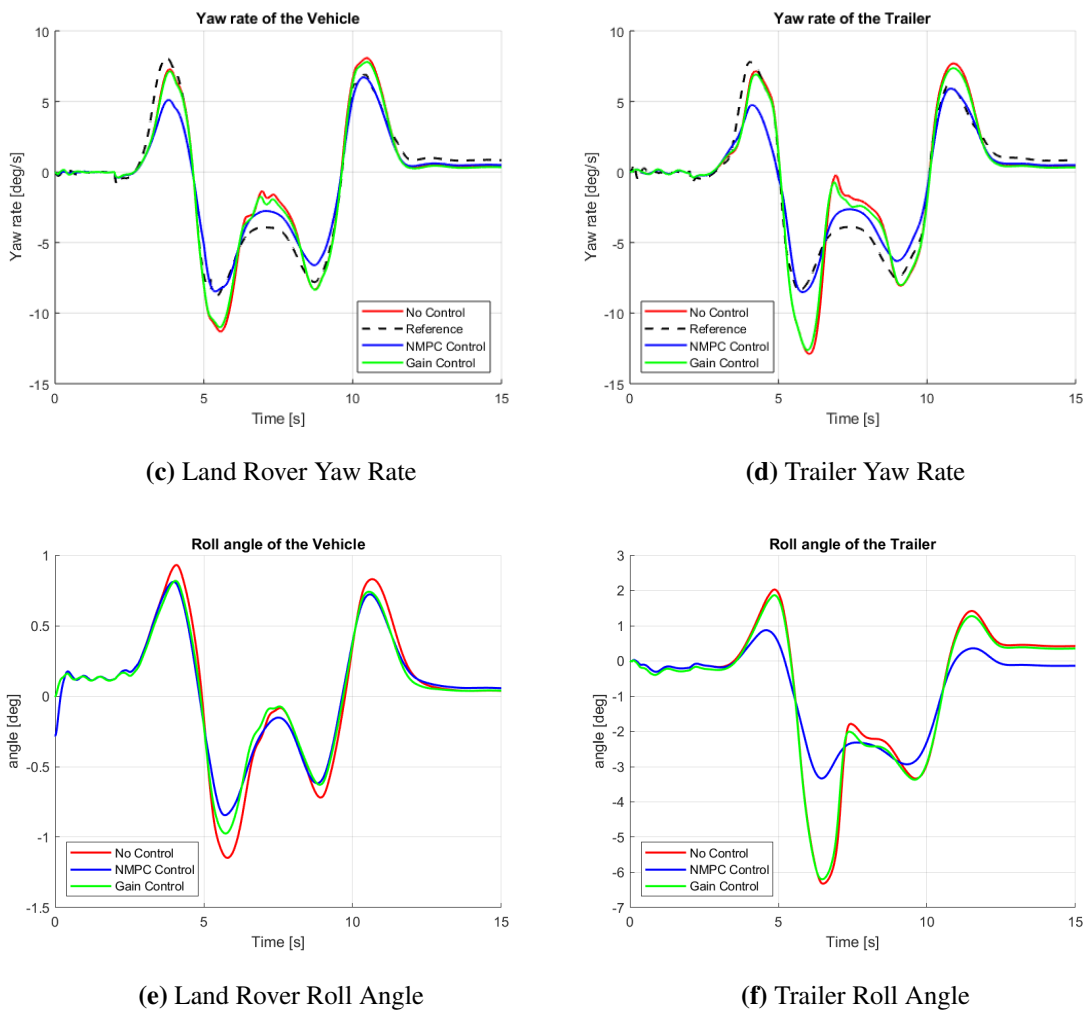 Yaw rate of the Vehicle
10
5
0
-5
-10
-15
Yaw rate [deg/s]
No Control
Reference
NMPC Control
Gain Control
0
5
10
15
Time [s]
(c) Land Rover Yaw Rate
Yaw rate of the Trailer
10
5
0
-5
-10
-15
Yaw rate [deg/s]
No Control
Reference
NMPC Control
Gain Control
0
5
10
15
Time [s]
(d) Trailer Yaw Rate
Roll angle of the Vehicle
1
0.5
0
-0.5
-1
-1.5
angle [deg]
No Control
NMPC Control
Gain Control
0
5
10
15
Time [s]
(e) Land Rover Roll Angle
Roll angle of the Trailer
3
2
1
0
-1
-2
-3
-4
-5
-6
-7
angle [deg]
No Control
NMPC Control
Gain Control
0
5
10
15
Time [s]
(f) Trailer Roll Angle